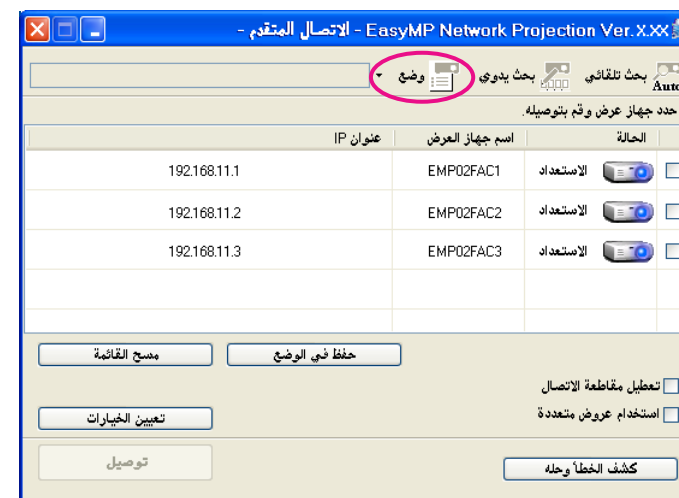 EasyMP Network Projection Ver.X.XX - الاتصال المتقدم -
Auto بحث تلقائي بحث يدوي وضع
حدد جهاز عرض وقم بتوصيله.
الحالة اسم جهاز العرض عنوان IP
الاستعداد EMP02FAC1 192.168.11.1
الاستعداد EMP02FAC2 192.168.11.2
الاستعداد EMP02FAC3 192.168.11.3
حفظ في الوضع مسح القائمة
تعطيل مقاطعة الاتصال
استخدام عروض متعددة تعيين الخيارات
كشف الخطأ وحله توصيل